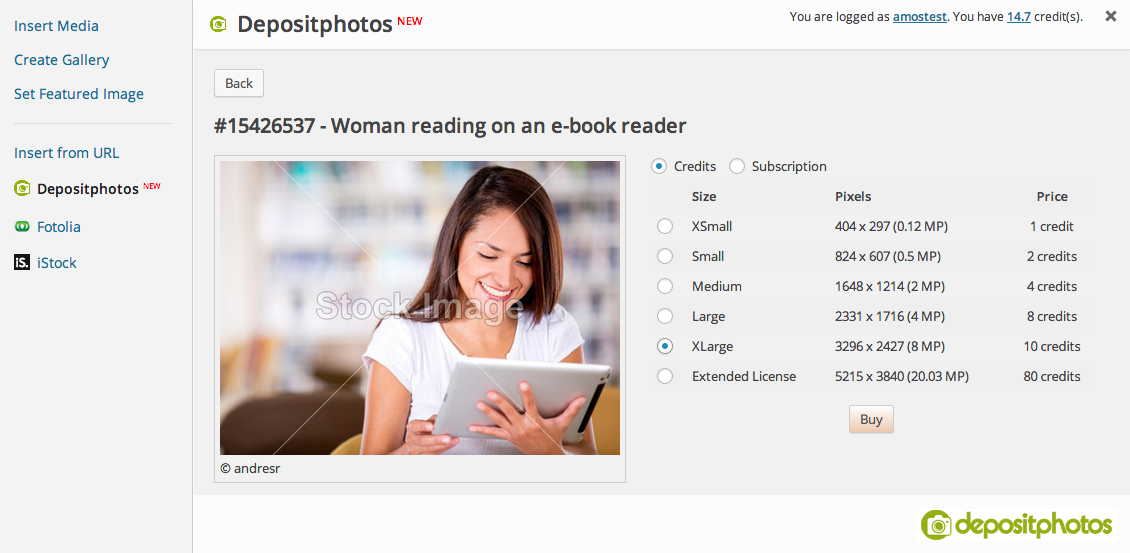 Insert Media
Create Gallery
Set Featured Image
Insert from URL
Depositphotos NEW
Fotolia
iS. iStock
Depositphotos NEW
You are logged as amostest. You have 14.7 credit(s).
Back
#15426537 - Woman reading on an e-book reader
Stock Image
© andresr
Credits Subscription
Size Pixels Price
XSmall 404 x 297 (0.12 MP) 1 credit
Small 824 x 607 (0.5 MP) 2 credits
Medium 1648 x 1214 (2 MP) 4 credits
Large 2331 x 1716 (4 MP) 8 credits
XLarge 3296 x 2427 (8 MP) 10 credits
Extended License 5215 x 3840 (20.03 MP) 80 credits
Buy
depositphotos